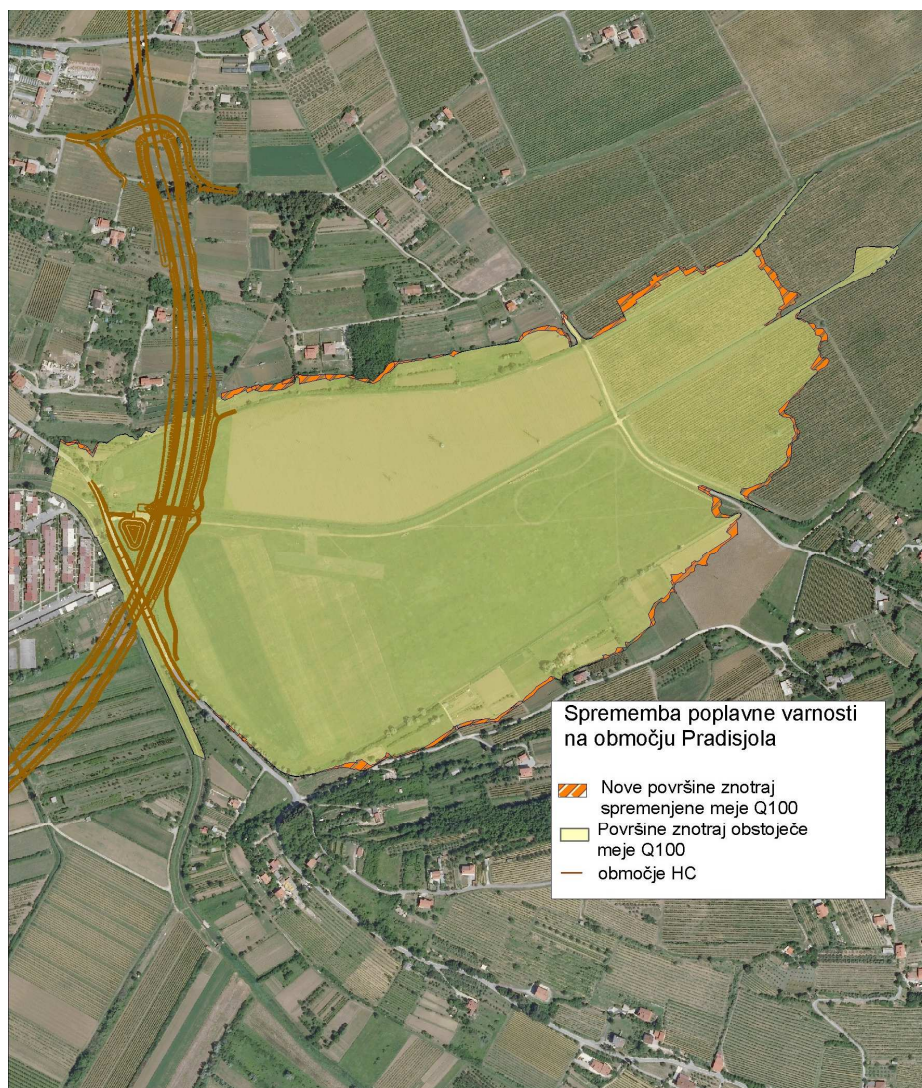 Sprememba poplavne varnosti
na območju Pradisjola
Nove površine znotraj
spremenjene meje Q100
Površine znotraj obstoječe
meje Q100
območje HC